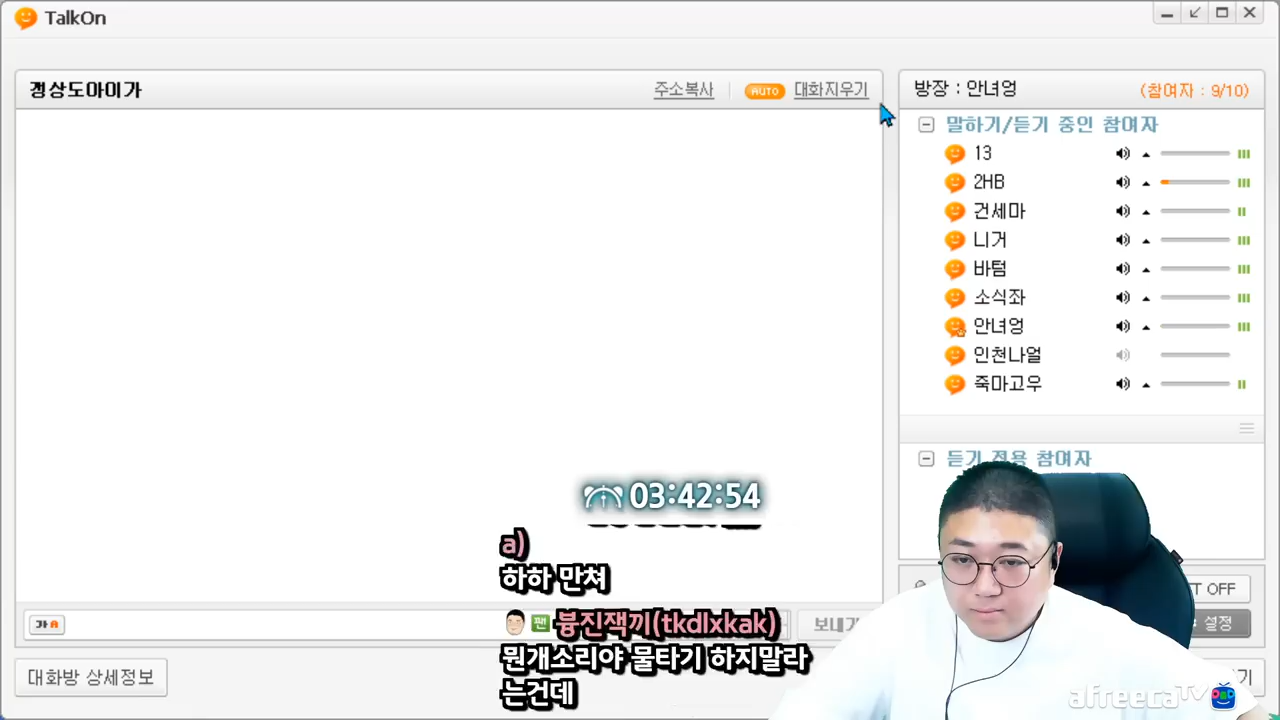 TalkOn
경상도아이가
주소복사
AUTO
대화지우기
방장 : 안녀엉
(참여자 : 9/10)
말하기/듣기 중인 참여자
13
2HB
건세마
니거
바텀
소식좌
안녀엉
인천나얼
죽마고우
듣기 전용 참여자
03:42:54
a)
하하 만쳐
팬 븅진잭끼(tkdlxkak)
뭔개소리야 물타기 하지말라
는건데
가
보내기
OFF
설정
대화방 상세정보
afreecaTV